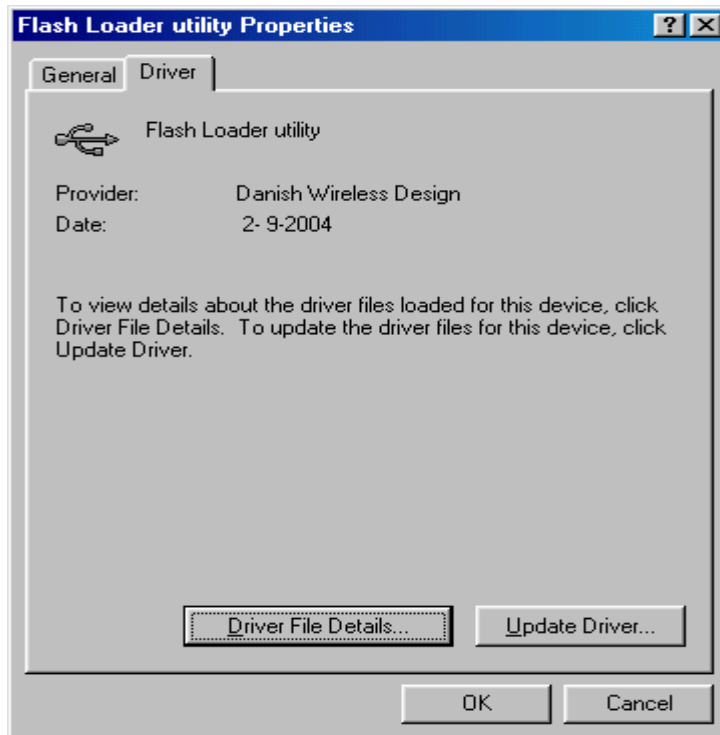 Flash Loader utility Properties
General Driver
Flash Loader utility
Provider: Danish Wireless Design
Date: 2- 9-2004
To view details about the driver files loaded for this device, click
Driver File Details. To update the driver files for this device, click
Update Driver.
Driver File Details... Update Driver...
OK Cancel